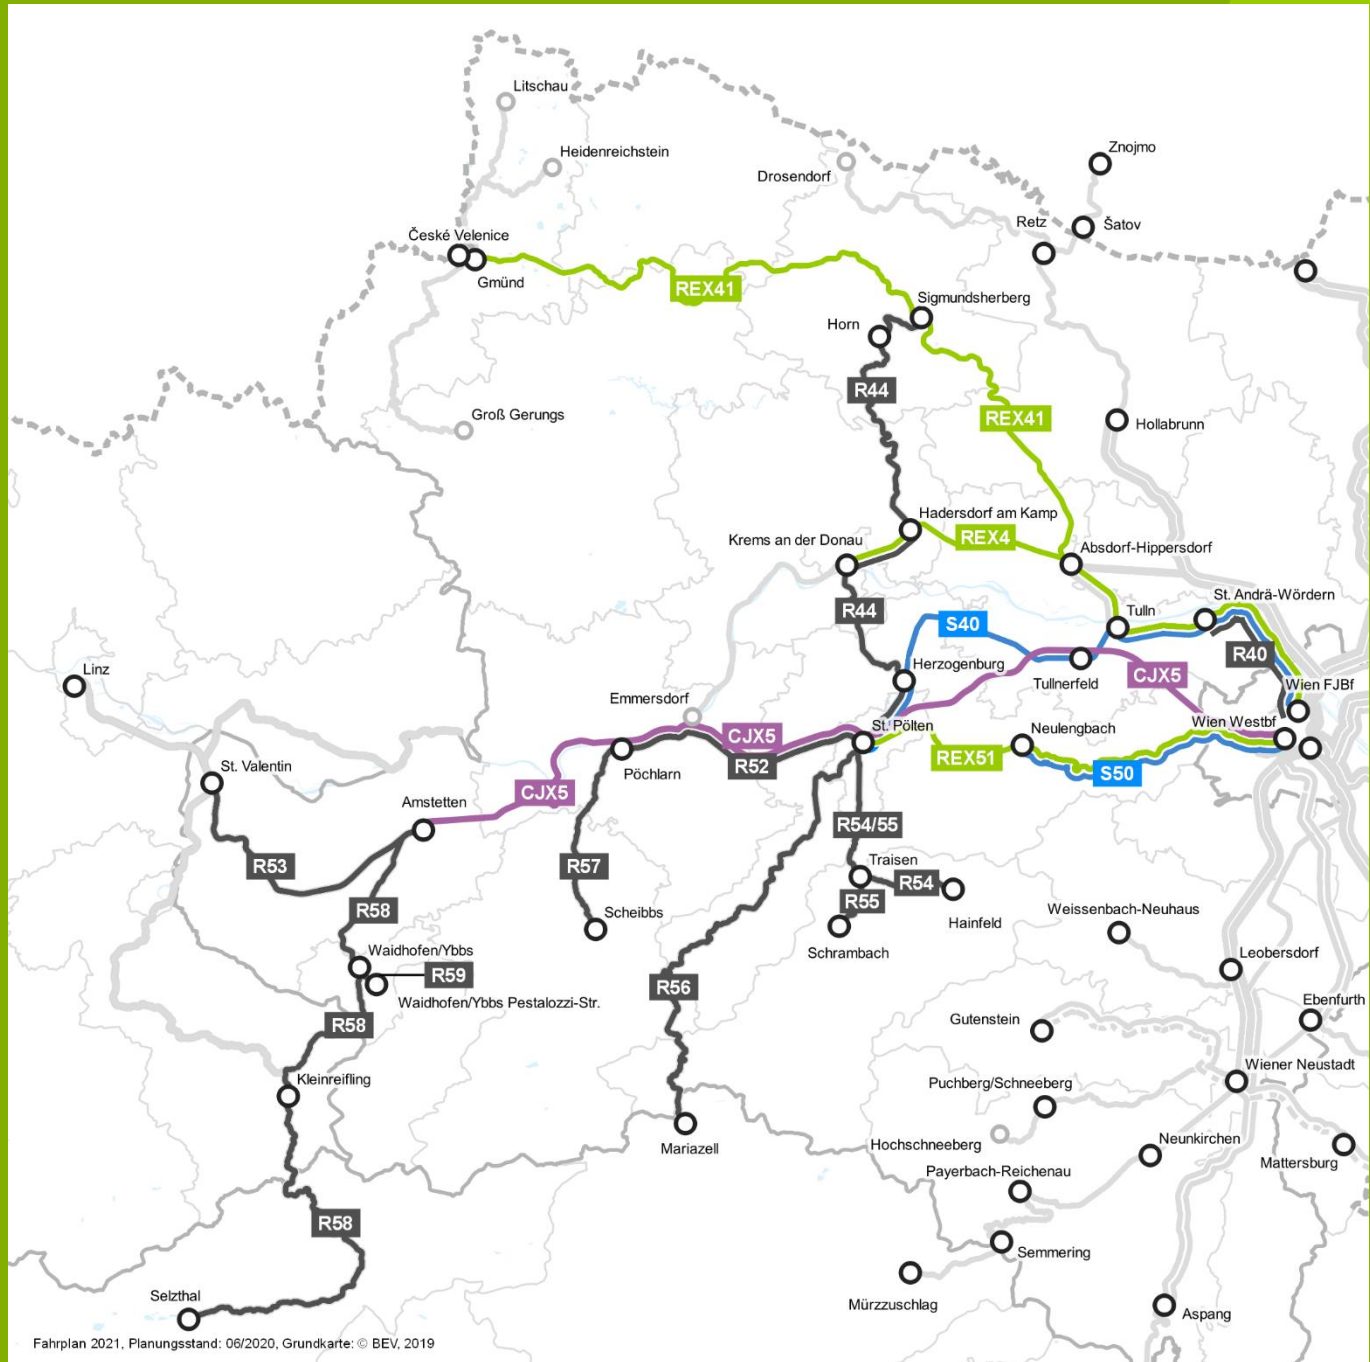 Litschau
Heidenreichstein
Drosendorf
Znojmo
Retz
Šatov
České Velenice
Gmünd
REX41
Sigmundsherberg
Horn
R44
REX41
Groß Gerungs
Hollabrunn
Hadersdorf am Kamp
REX4
Krems an der Donau
Absdorf-Hippersdorf
R44
S40
Tulln
St. Andrä-Wördern
R40
Linz
Herzogenburg
Tullnerfeld
CJX5
Wien FJBf
Emmersdorf
St. Pölten
Neulengbach
Wien Westbf
CJX5
R52
REX51
S50
Pöchlarn
St. Valentin
CJX5
Amstetten
R54/55
R53
R57
Traisen
R54
R55
Hainfeld
R58
Scheibbs
Schrambach
Weissenbach-Neuhaus
Waidhofen/Ybbs
R59
Waidhofen/Ybbs Pestalozzi-Str.
R56
Leobersdorf
Ebenfurth
R58
Gutenstein
Kleinreifling
Wiener Neustadt
Puchberg/Schneeberg
Mariazell
Hochschneeberg
Neunkirchen
Mattersburg
Payerbach-Reichenau
R58
Semmering
Selzthal
Mürzzuschlag
Aspang
Fahrplan 2021, Planungsstand: 06/2020, Grundkarte: © BEV, 2019